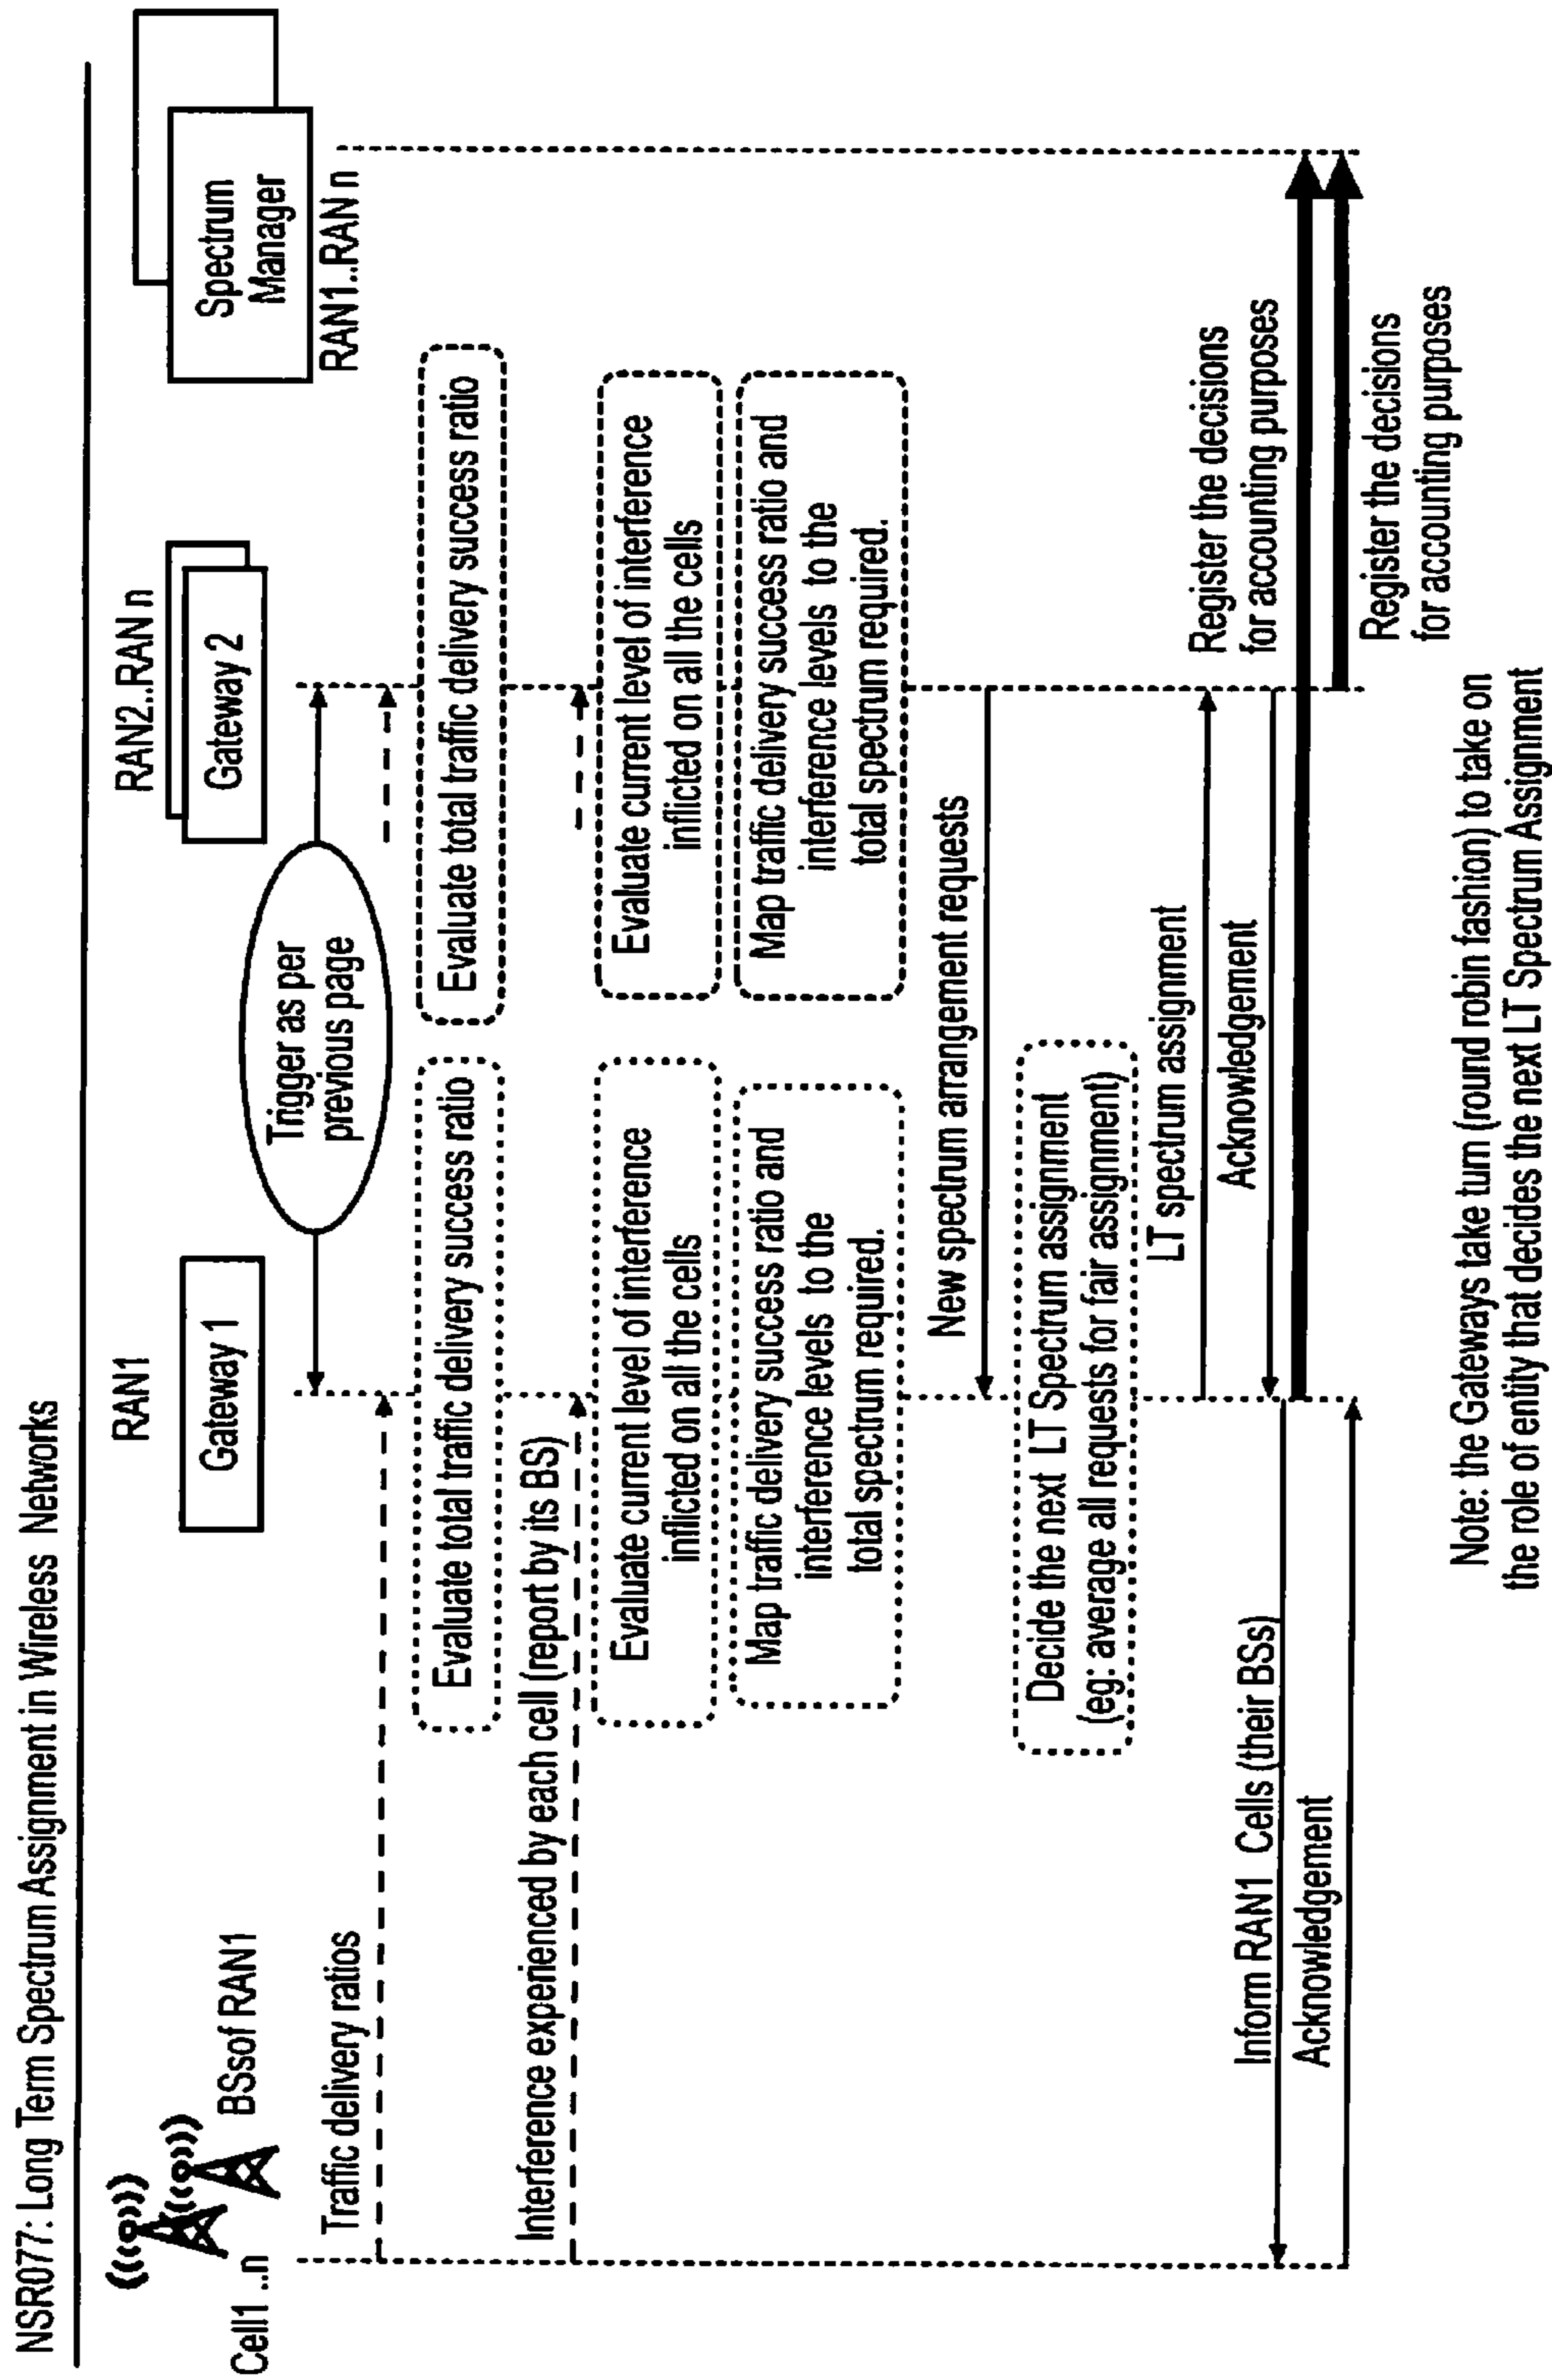 NSR077: Long Term Spectrum Assignment in Wireless Networks
Cell1 ..n
BSsof RAN1
RAN1
Gateway 1
RAN2..RAN n
Gateway 2
Spectrum
Manager
RAN1..RAN n
Trigger as per
previous page
Traffic delivery ratios
Evaluate total traffic delivery success ratio
Evaluate total traffic delivery success ratio
Interference experienced by each cell (report by its BS)
Evaluate current level of interference
inflicted on all the cells
Evaluate current level of interference
inflicted on all the cells
Map traffic delivery success ratio and
interference levels to the
total spectrum required.
Map traffic delivery success ratio and
interference levels to the
total spectrum required.
New spectrum arrangement requests
Decide the next LT Spectrum assignment
(eg: average all requests for fair assignment)
LT spectrum assignment
Acknowledgement
Inform RAN1 Cells (their BSs)
Acknowledgement
Register the decisions
for accounting purposes
Register the decisions
for accounting purposes
Note: the Gateways take turn (round robin fashion) to take on
the role of entity that decides the next LT Spectrum Assignment